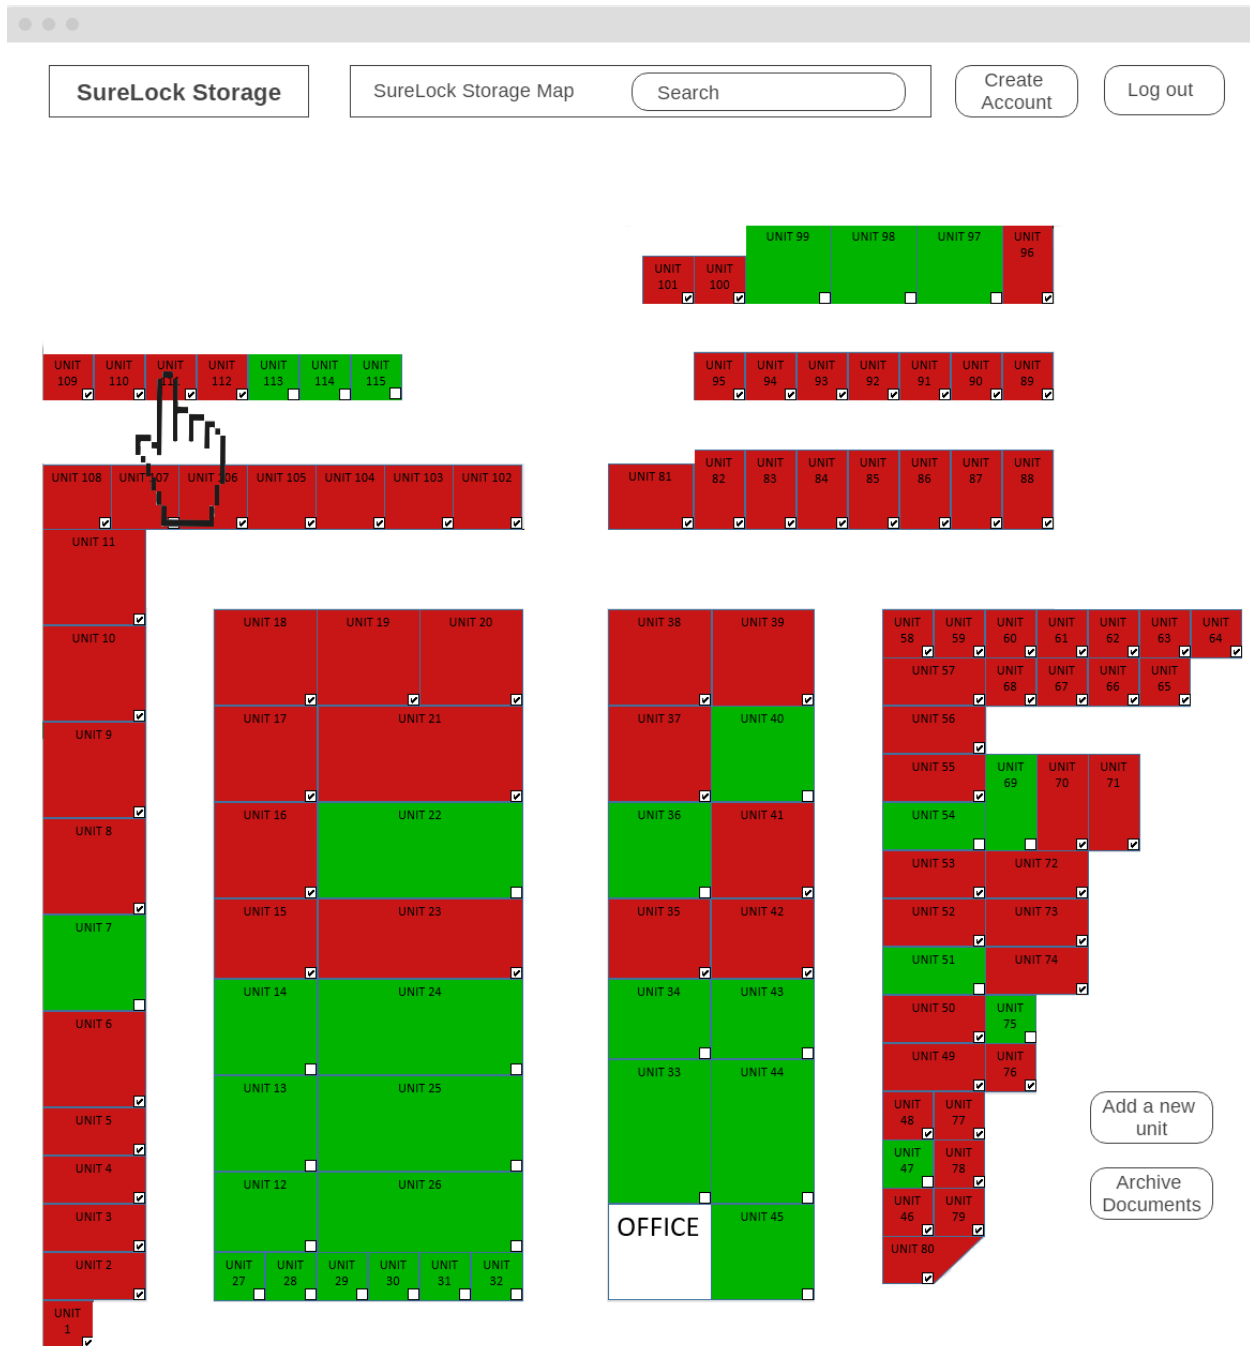 SureLock Storage
SureLock Storage Map
Search
Create
Account
Log out
UNIT 99
UNIT 98
UNIT 97
UNIT
96
UNIT
101
UNIT
100
UNIT
109
UNIT
110
UNIT
UNIT
112
UNIT
113
UNIT
114
UNIT
115
UNIT
95
UNIT
94
UNIT
93
UNIT
92
UNIT
91
UNIT
90
UNIT
89
UNIT 108
UNIT 107
UNIT 106
UNIT 105
UNIT 104
UNIT 103
UNIT 102
UNIT 81
UNIT
82
UNIT
83
UNIT
84
UNIT
85
UNIT
86
UNIT
87
UNIT
88
UNIT 11
UNIT 10
UNIT 9
UNIT 8
UNIT 7
UNIT 6
UNIT 5
UNIT 4
UNIT 3
UNIT 2
UNIT
1
UNIT 18
UNIT 19
UNIT 20
UNIT 17
UNIT 21
UNIT 16
UNIT 22
UNIT 15
UNIT 23
UNIT 14
UNIT 24
UNIT 13
UNIT 25
UNIT 12
UNIT 26
UNIT
27
UNIT
28
UNIT
29
UNIT
30
UNIT
31
UNIT
32
UNIT 38
UNIT 39
UNIT 37
UNIT 40
UNIT 36
UNIT 41
UNIT 35
UNIT 42
UNIT 34
UNIT 43
UNIT 33
UNIT 44
OFFICE
UNIT 45
UNIT
58
UNIT
59
UNIT
60
UNIT
61
UNIT
62
UNIT
63
UNIT
64
UNIT 57
UNIT
68
UNIT
67
UNIT
66
UNIT
65
UNIT 56
UNIT 55
UNIT
69
UNIT
70
UNIT
71
UNIT 54
UNIT 53
UNIT 72
UNIT 52
UNIT 73
UNIT 51
UNIT 74
UNIT 50
UNIT
75
UNIT 49
UNIT
76
UNIT
48
UNIT
77
UNIT
47
UNIT
78
UNIT
46
UNIT
79
UNIT 80
Add a new
unit
Archive
Documents